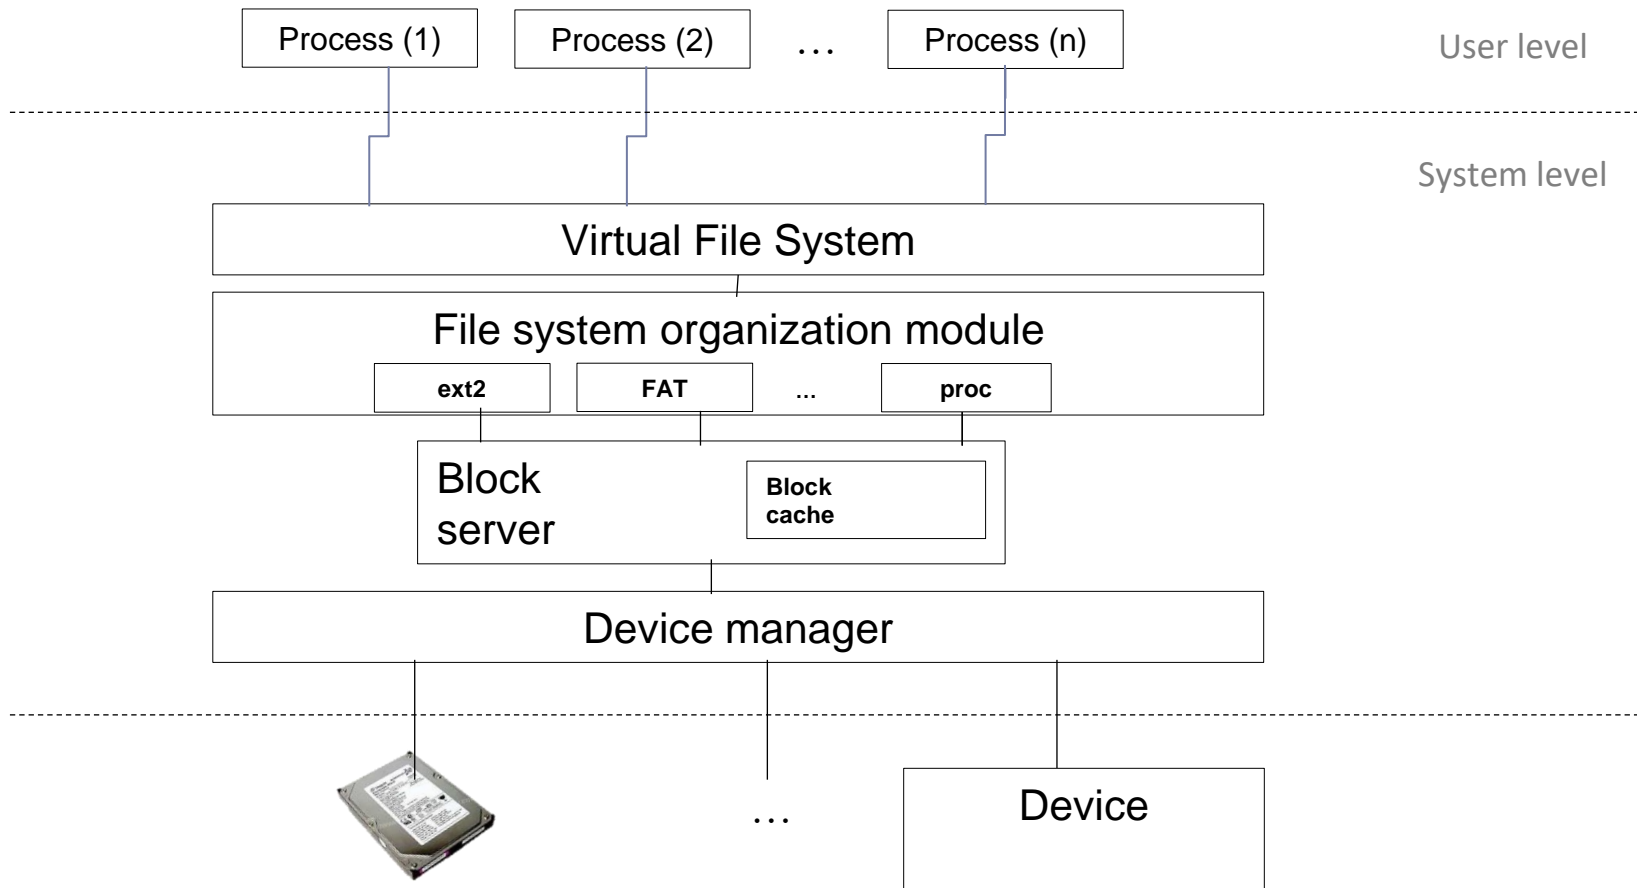 Process (1)
Process (2)
...
Process (n)
User level
System level
Virtual File System
File system organization module
ext2
FAT
...
proc
Block
server
Block
cache
Device manager
...
Device